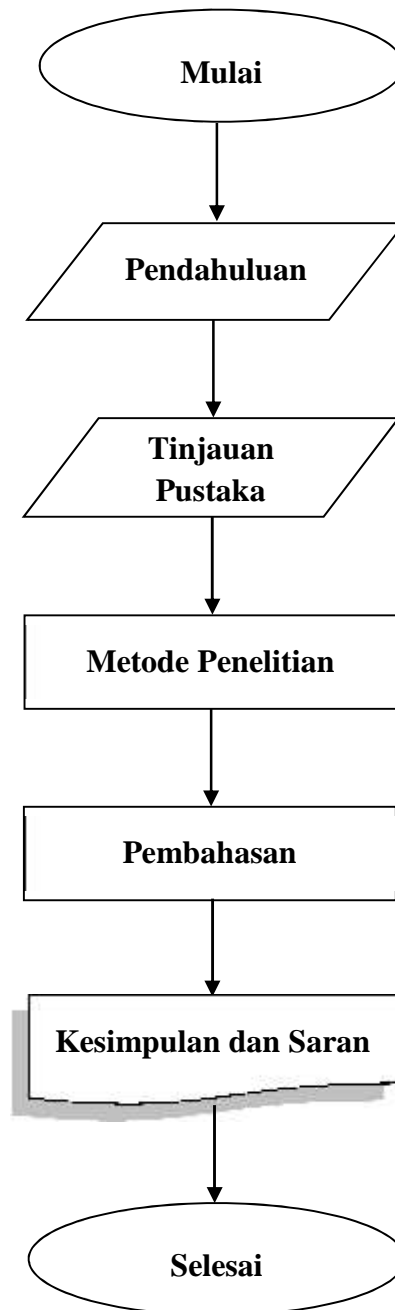 Mulai
Pendahuluan
Tinjauan
Pustaka
Metode Penelitian
Pembahasan
Kesimpulan dan Saran
Selesai